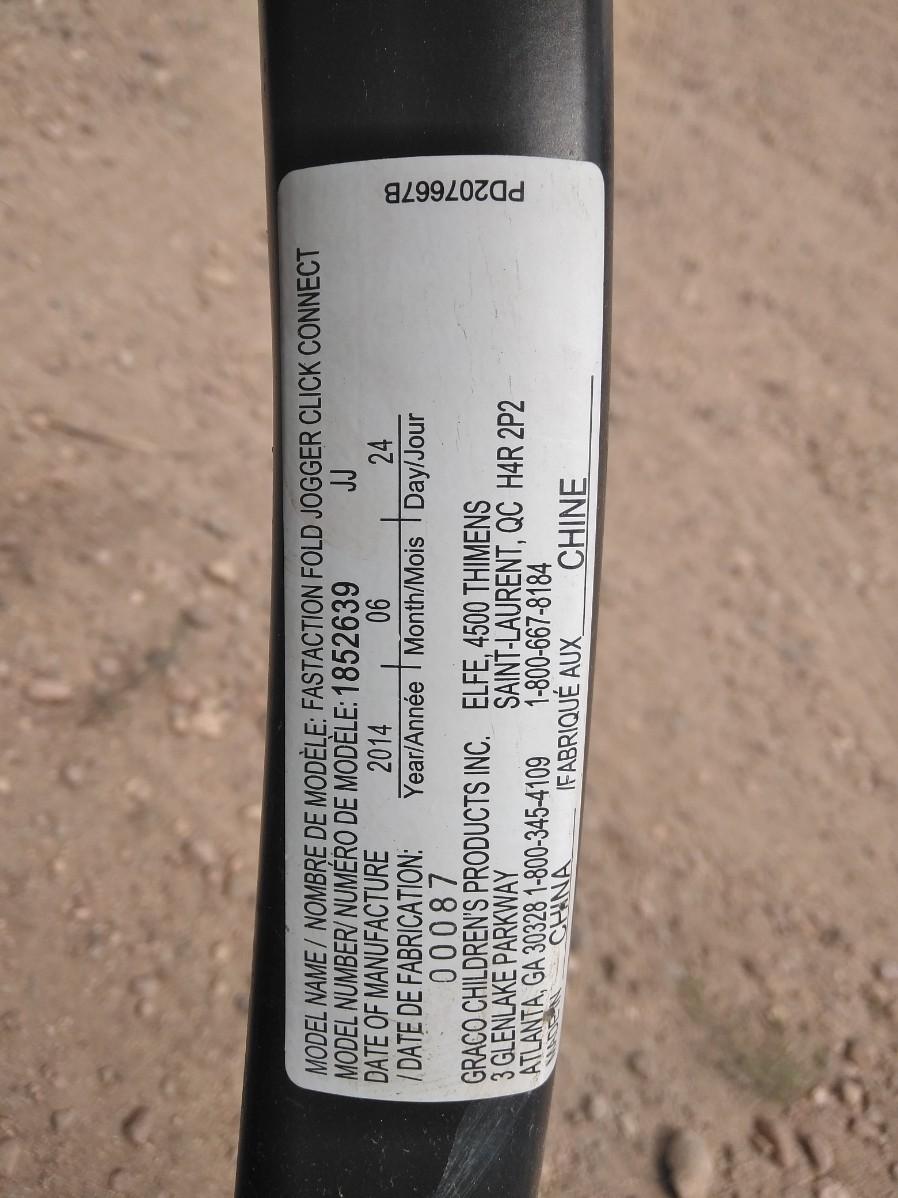 MODEL NAME / NOMBRE DE MODÈLE: FASTACTION FOLD JOGGER CLICK CONNECT
MODEL NUMBER NUMÉRO DE MODÈLE: 1852639 JJ
DATE OF MANUFACTURE 2014 06 24
/ DATE DE FABRICATION: Year/Année Month/Mois Day/Jour
00087
GRACO CHILDREN'S PRODUCTS INC. ELFE, 4500 THIMENS
3 GLENLAKE PARKWAY SAINT-LAURENT, QC H4R 2P2
ATLANTA, GA 30328 1-800-345-4109 1-800-667-8184
MADE IN CHINA /FABRIQUÉ AUX CHINE
PD207667B